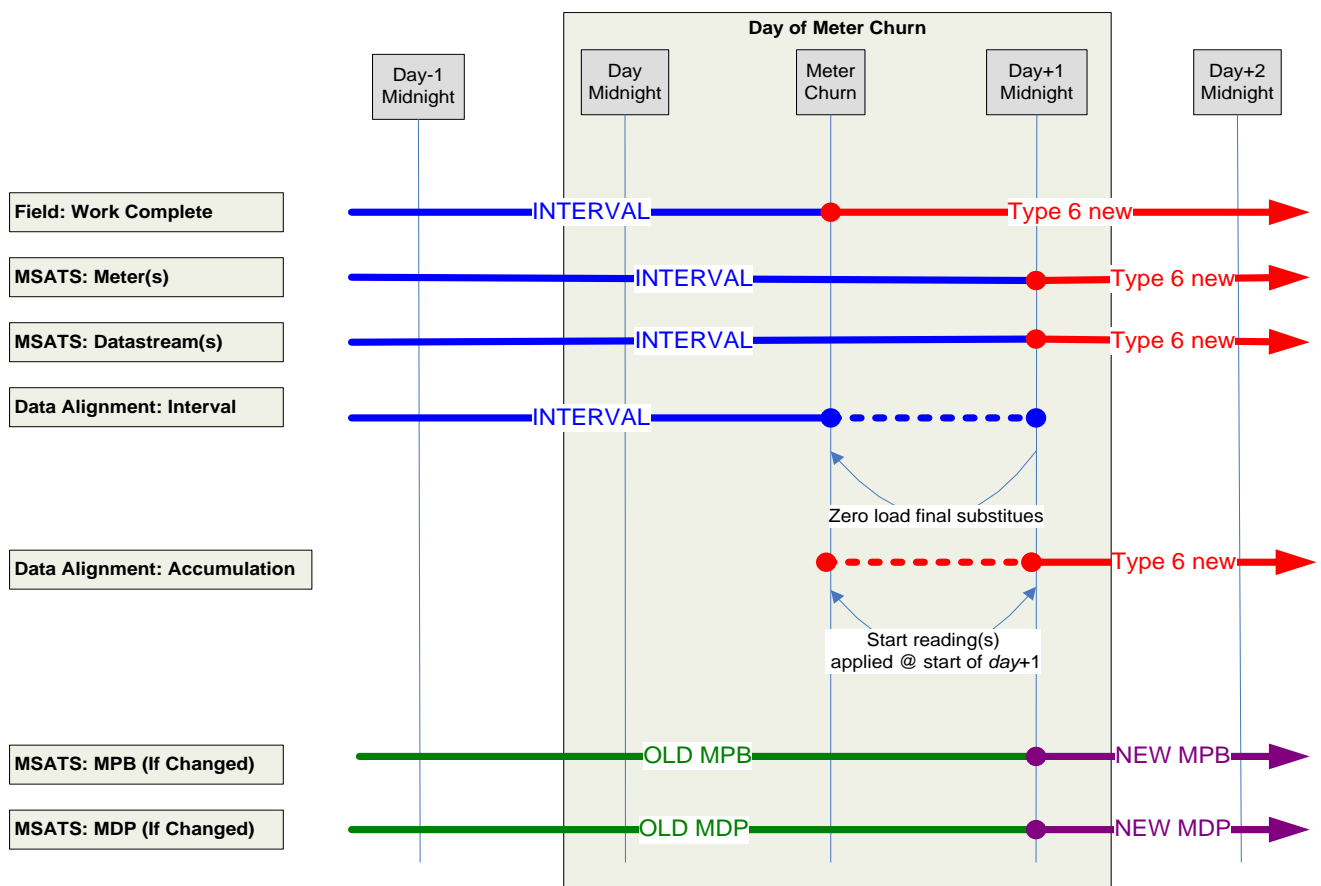 Day of Meter Churn
Day-1
Midnight
Day
Midnight
Meter
Churn
Day+1
Midnight
Day+2
Midnight
Field: Work Complete
INTERVAL
Type 6 new
MSATS: Meter(s)
INTERVAL
Type 6 new
MSATS: Datastream(s)
INTERVAL
Type 6 new
Data Alignment: Interval
INTERVAL
Zero load final substitues
Data Alignment: Accumulation
Type 6 new
Start reading(s)
applied @ start of day+1
MSATS: MPB (If Changed)
OLD MPB
NEW MPB
MSATS: MDP (If Changed)
OLD MDP
NEW MDP